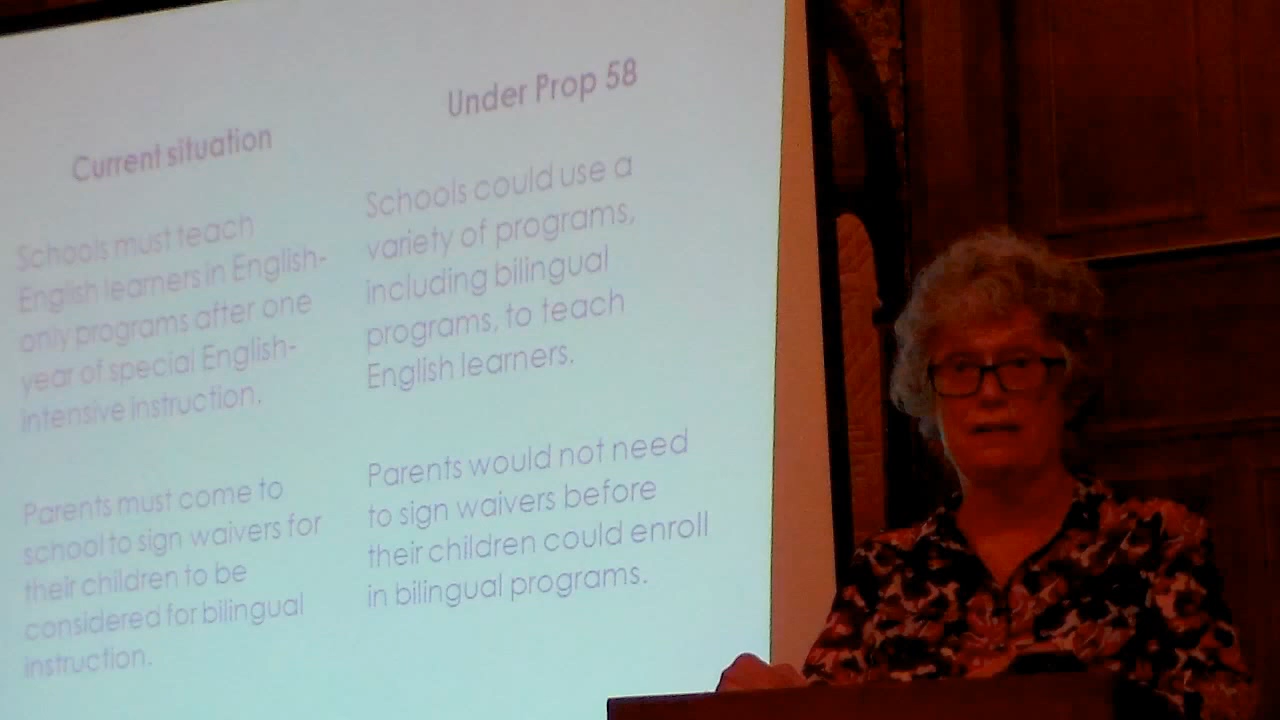 Current situation
Schools must teach
English learners in English-
only programs after one
year of special English-
intensive instruction.
Parents must come to
school to sign waivers for
their children to be
considered for bilingual
instruction.
Under Prop 58
Schools could use a
variety of programs,
including bilingual
programs, to teach
English learners.
Parents would not need
to sign waivers before
their children could enroll
in bilingual programs.